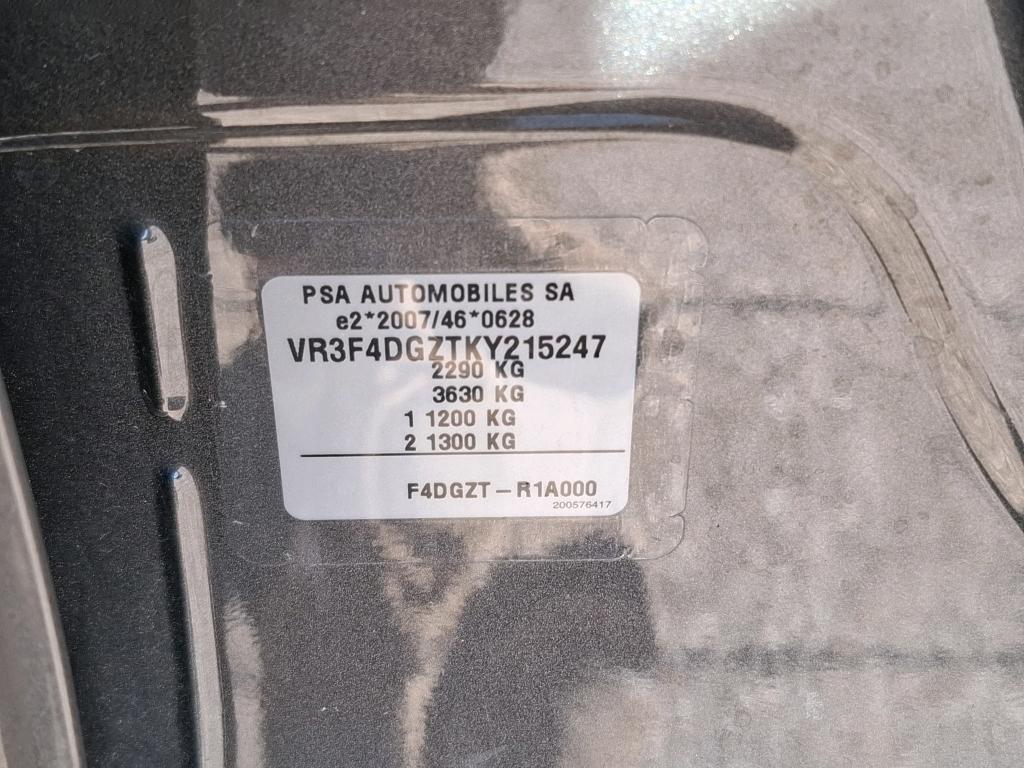 PSA AUTOMOBILES SA
e2*2007/46*0628
VR3F4DGZTKY215247
2290 KG
3630 KG
1 1200 KG
2 1300 KG
F4DGZT – R1A000
200576417